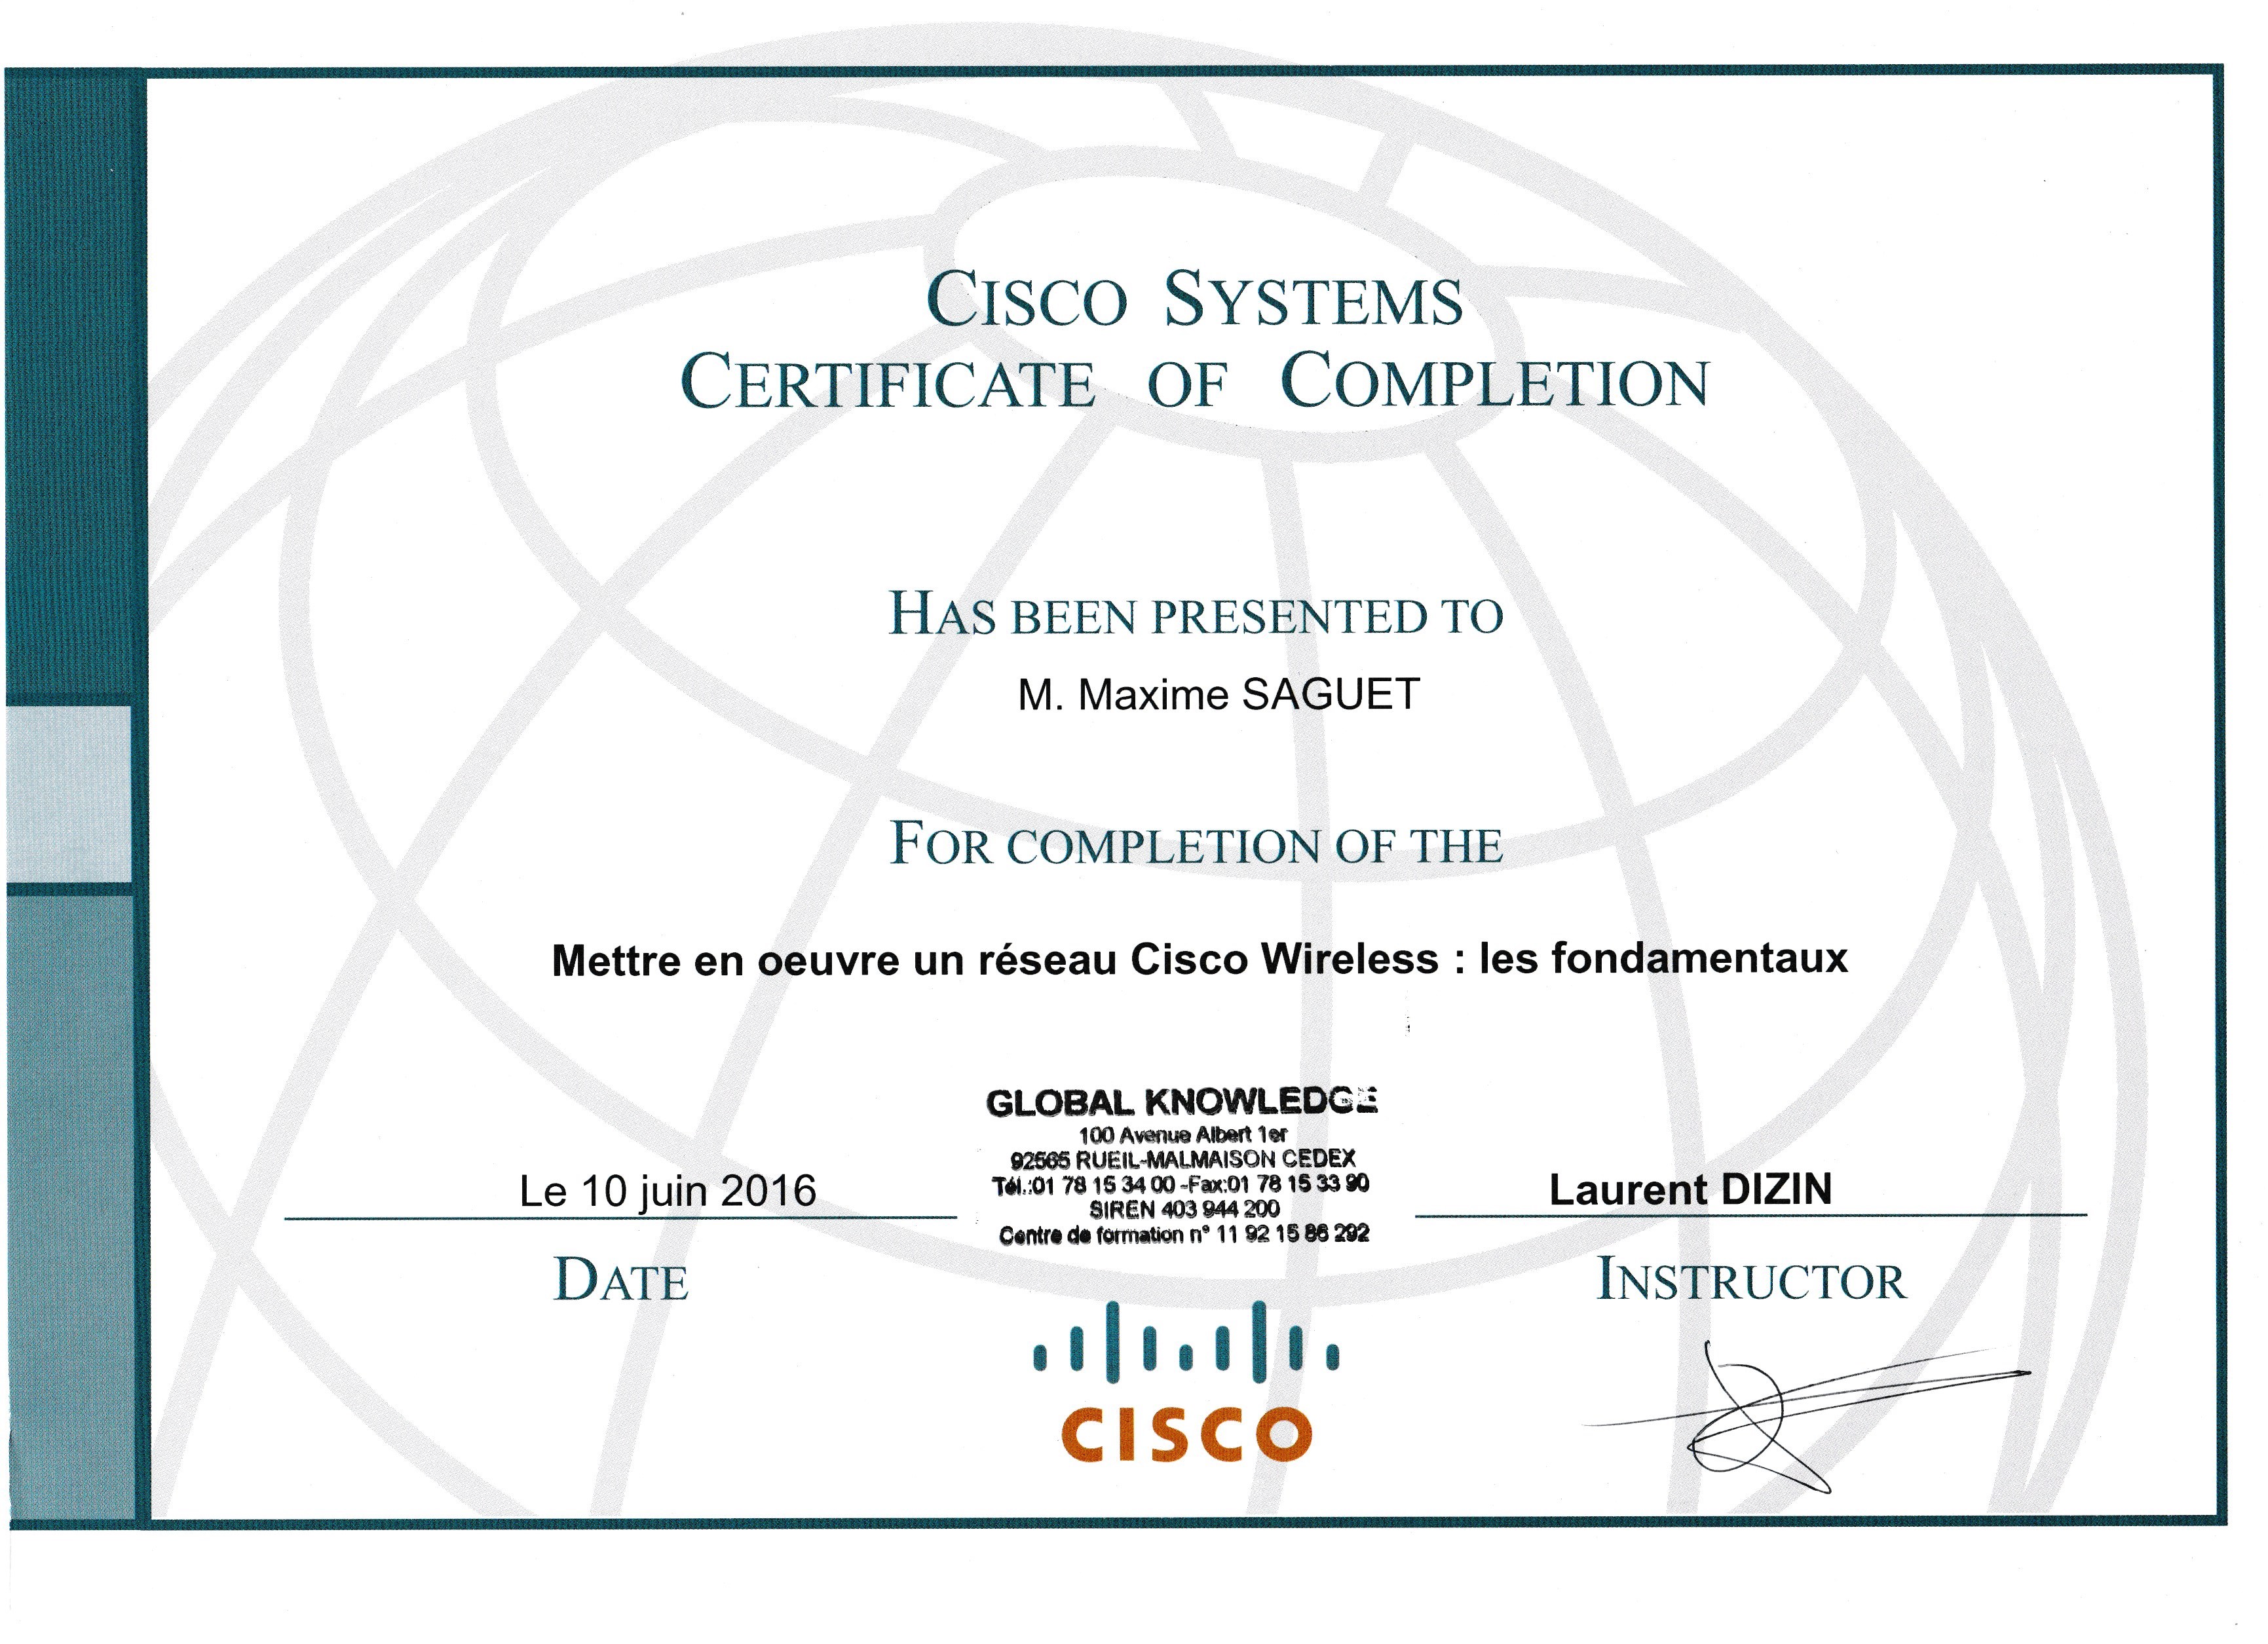 CISCO SYSTEMS
CERTIFICATE OF COMPLETION
HAS BEEN PRESENTED TO
M. Maxime SAGUET
FOR COMPLETION OF THE
Mettre en oeuvre un réseau Cisco Wireless : les fondamentaux
GLOBAL KNOWLEDGE
100 Avenue Albert 1er
92565 RUEIL-MALMAISON CEDEX
Tél.:01 78 15 34 00 -Fax:01 78 15 33 90
SIREN 403 944 200
Centre de formation n° 11 92 15 86 292
Le 10 juin 2016
DATE
Laurent DIZIN
INSTRUCTOR
CISCO